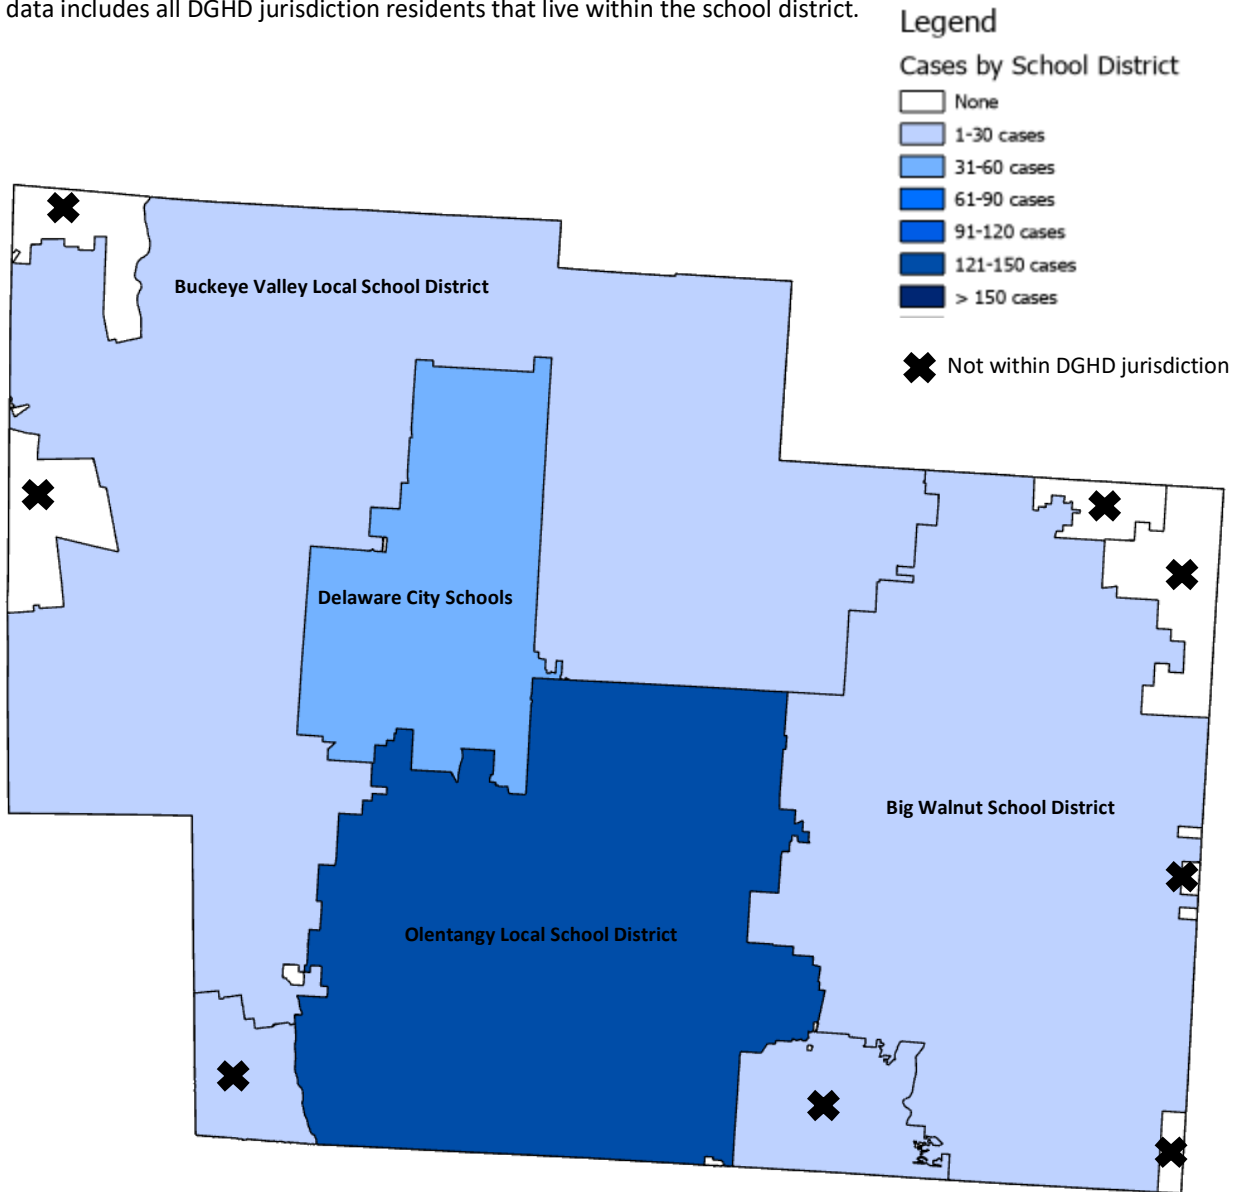 data includes all DGHD jurisdiction residents that live within the school district.
Legend
Cases by School District
None
1-30 cases
31-60 cases
61-90 cases
91-120 cases
121-150 cases
> 150 cases
Not within DGHD jurisdiction
Buckeye Valley Local School District
Delaware City Schools
Big Walnut School District
Olentangy Local School District